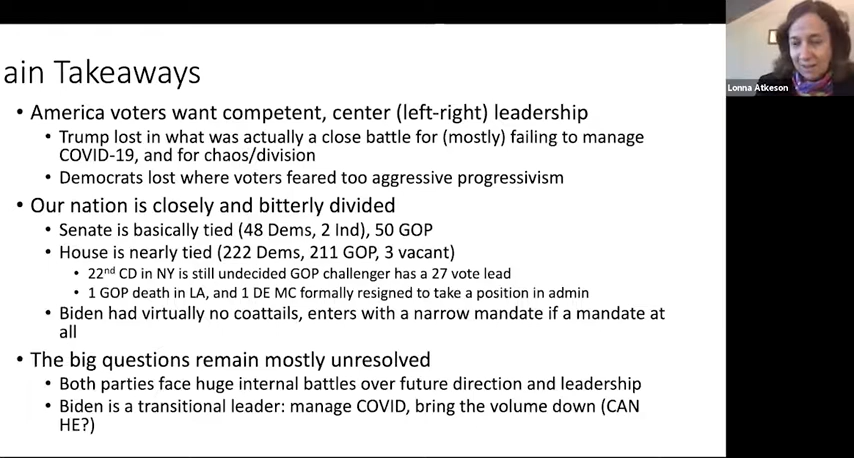 ain Takeaways
• America voters want competent, center (left-right) leadership
• Trump lost in what was actually a close battle for (mostly) failing to manage
COVID-19, and for chaos/division
• Democrats lost where voters feared too aggressive progressivism
• Our nation is closely and bitterly divided
• Senate is basically tied (48 Dems, 2 Ind), 50 GOP
• House is nearly tied (222 Dems, 211 GOP, 3 vacant)
• 22nd CD in NY is still undecided GOP challenger has a 27 vote lead
• 1 GOP death in LA, and 1 DE MC formally resigned to take a position in admin
• Biden had virtually no coattails, enters with a narrow mandate if a mandate at
all
• The big questions remain mostly unresolved
• Both parties face huge internal battles over future direction and leadership
• Biden is a transitional leader: manage COVID, bring the volume down (CAN
HE?)
Lonna Atkeson